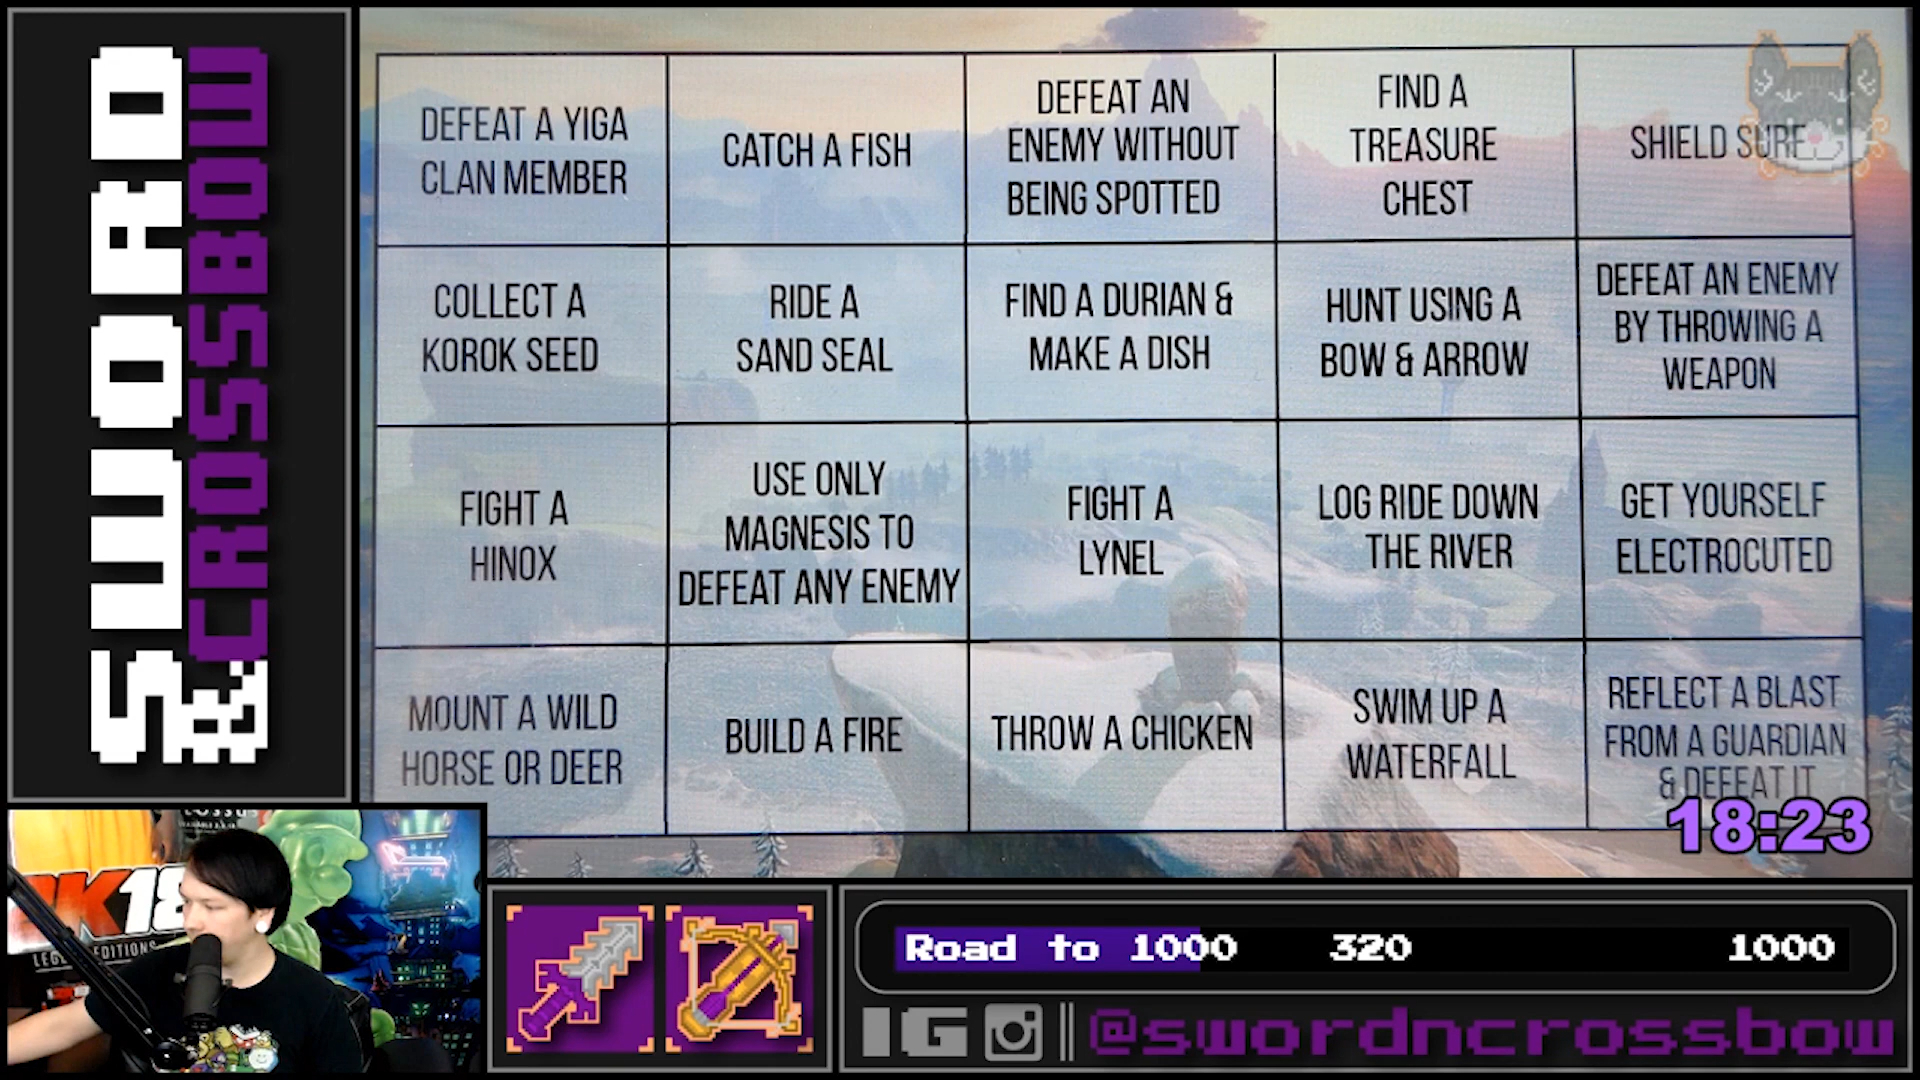 SWORD
& CROSSBOW
DEFEAT A YIGA
CLAN MEMBER
CATCH A FISH
DEFEAT AN
ENEMY WITHOUT
BEING SPOTTED
FIND A
TREASURE
CHEST
SHIELD SURF
COLLECT A
KOROK SEED
RIDE A
SAND SEAL
FIND A DURIAN &
MAKE A DISH
HUNT USING A
BOW & ARROW
DEFEAT AN ENEMY
BY THROWING A
WEAPON
FIGHT A
HINOX
USE ONLY
MAGNESIS TO
DEFEAT ANY ENEMY
FIGHT A
LYNEL
LOG RIDE DOWN
THE RIVER
GET YOURSELF
ELECTROCUTED
MOUNT A WILD
HORSE OR DEER
BUILD A FIRE
THROW A CHICKEN
SWIM UP A
WATERFALL
REFLECT A BLAST
FROM A GUARDIAN
& DEFEAT IT
18:23
K18
EDITIONS
Road to 1000 320 1000
IG || @swordncrossbow